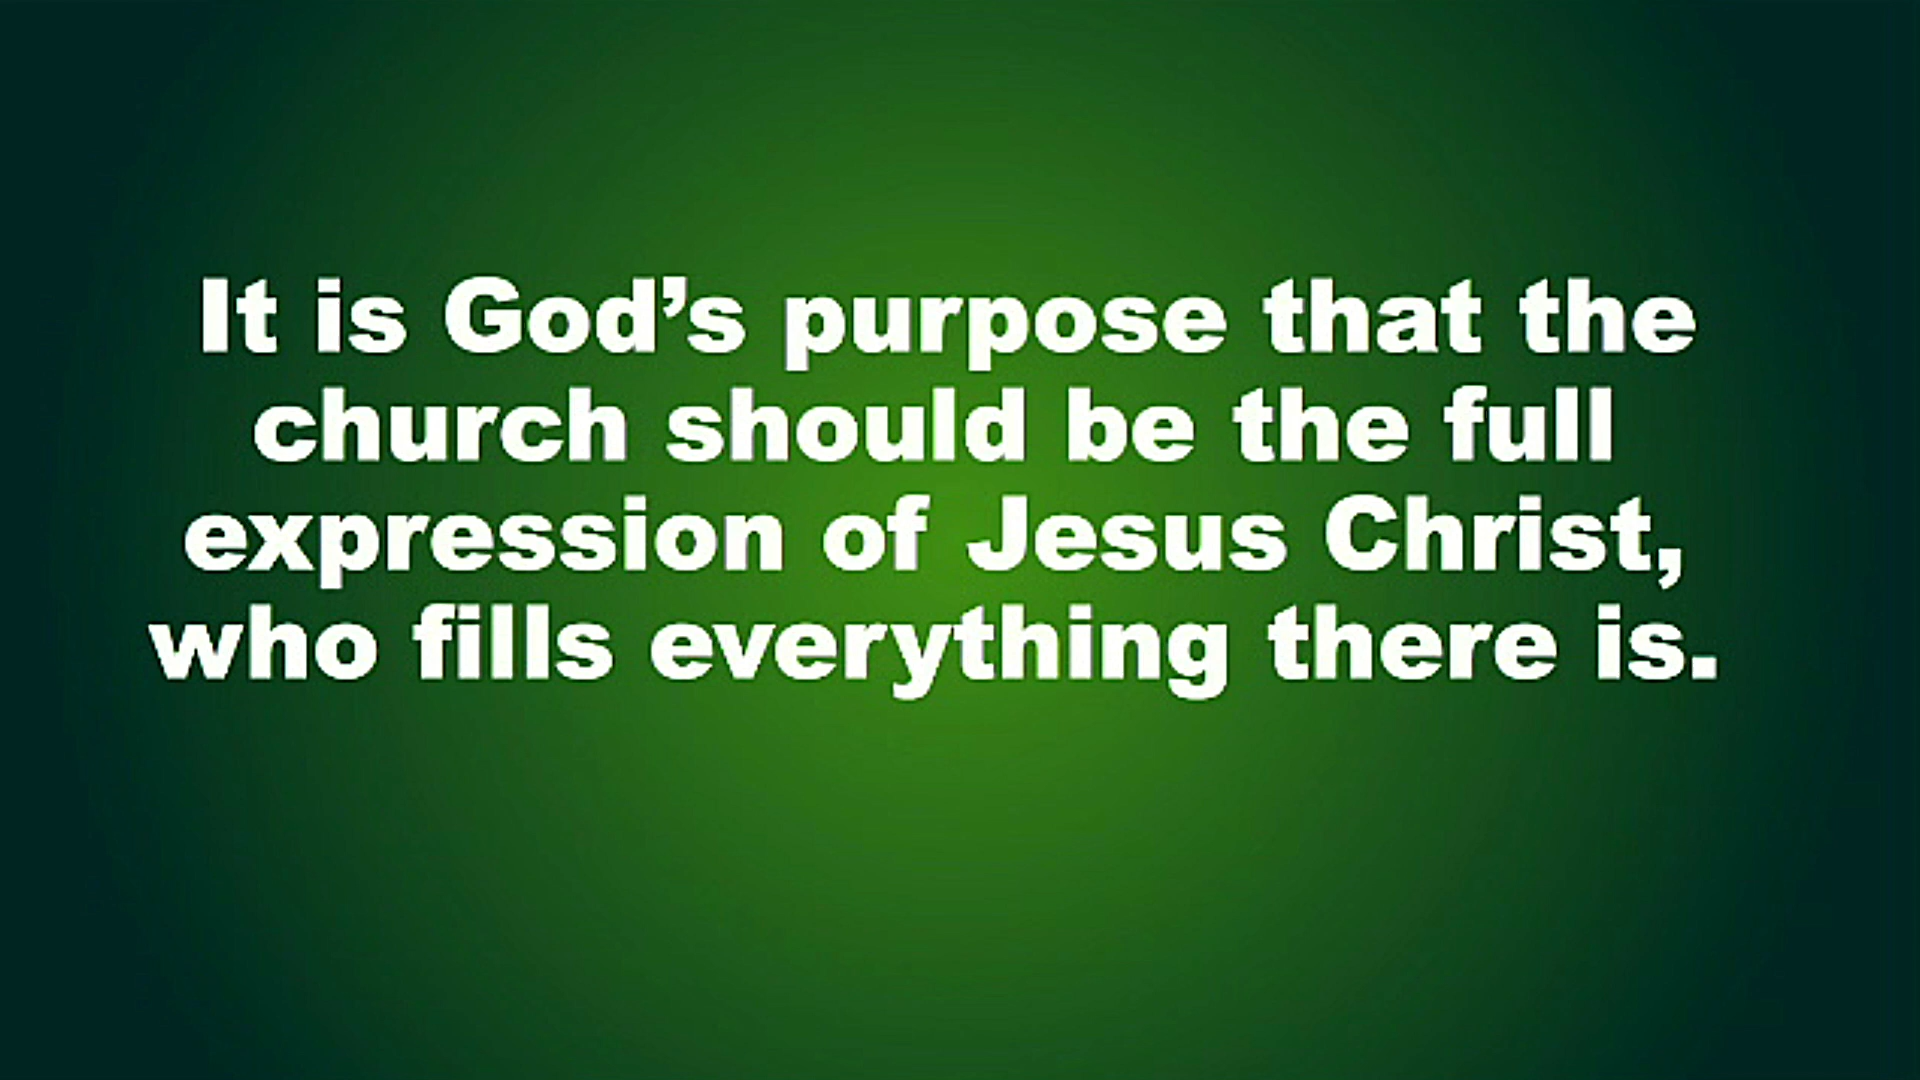 It is God’s purpose that the
church should be the full
expression of Jesus Christ,
who fills everything there is.